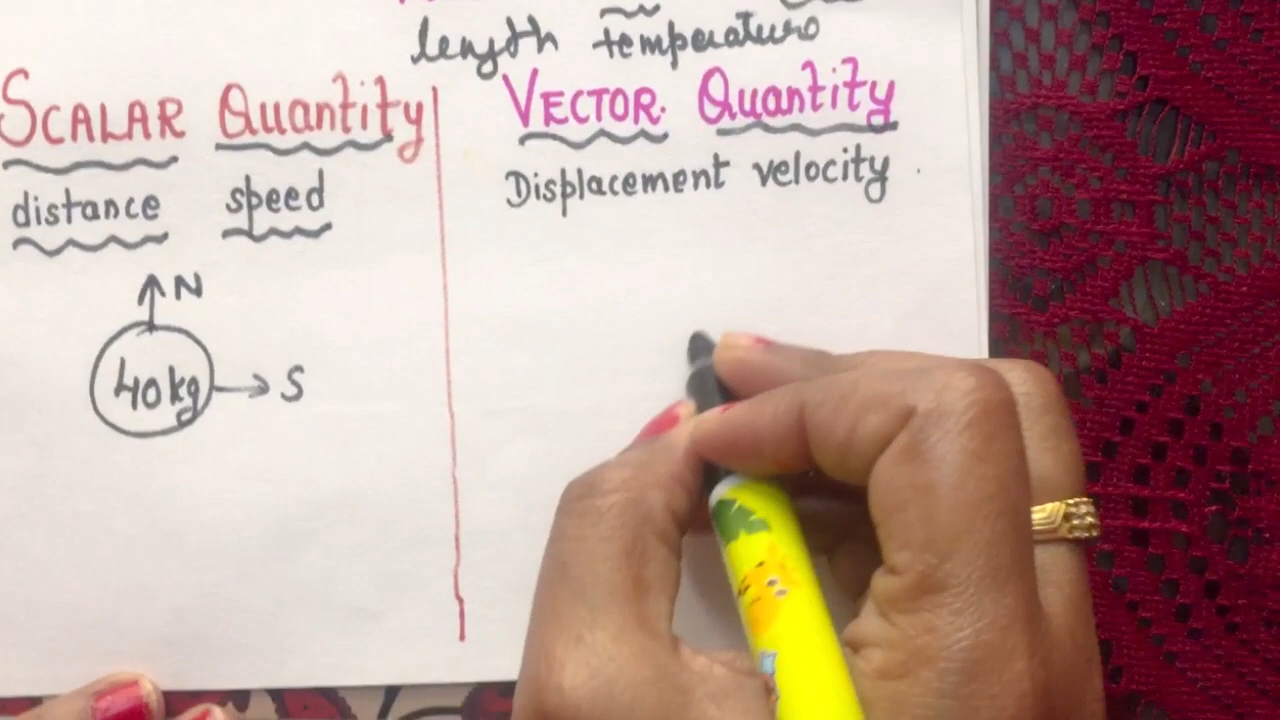 length temperature
SCALAR Quantity
distance speed
N
40kg
S
VECTOR. Quantity
Displacement velocity .